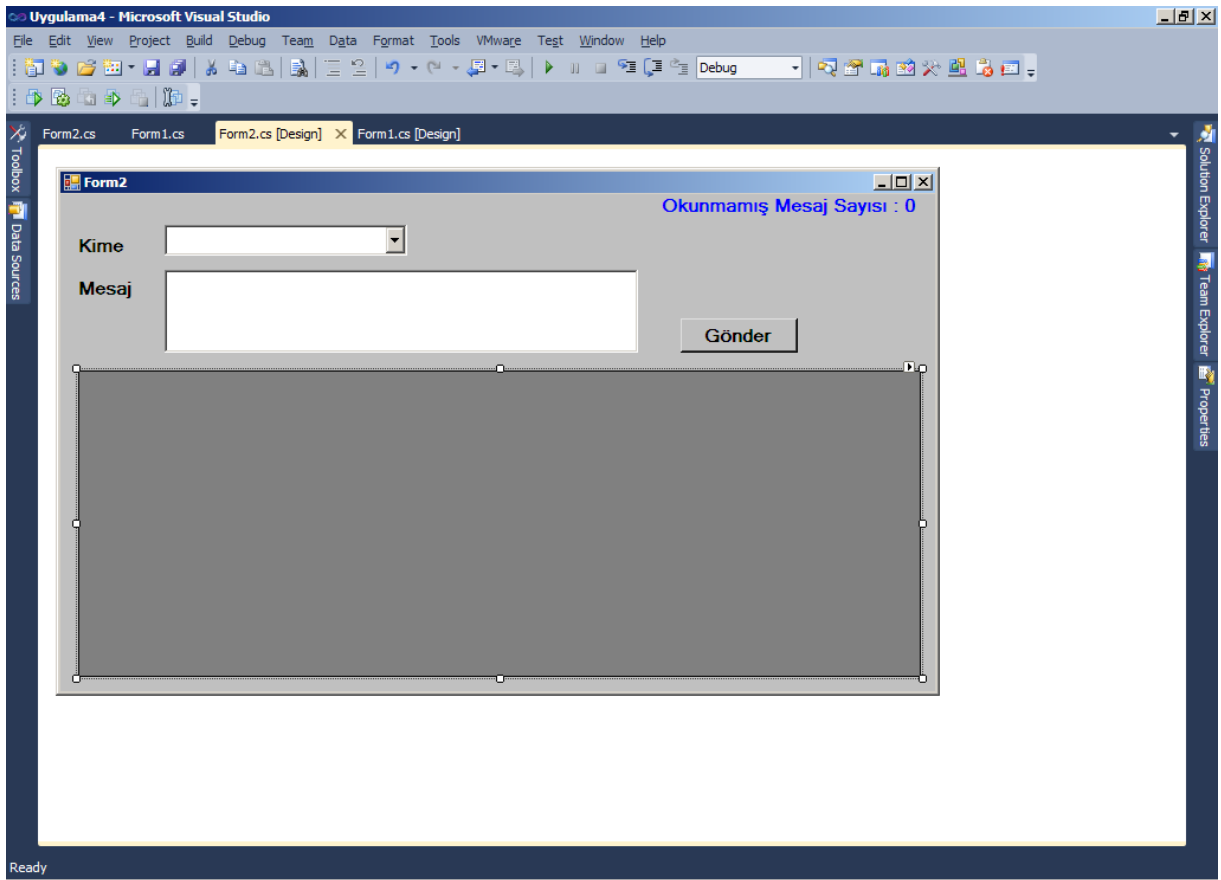 Uygulama4 - Microsoft Visual Studio
File Edit View Project Build Debug Team Data Format Tools VMware Test Window Help
Debug
Form2.cs Form1.cs Form2.cs [Design] Form1.cs [Design]
Toolbox
Data Sources
Form2
Okunmamış Mesaj Sayısı : 0
Kime
Mesaj
Gönder
Solution Explorer
Team Explorer
Properties
Ready